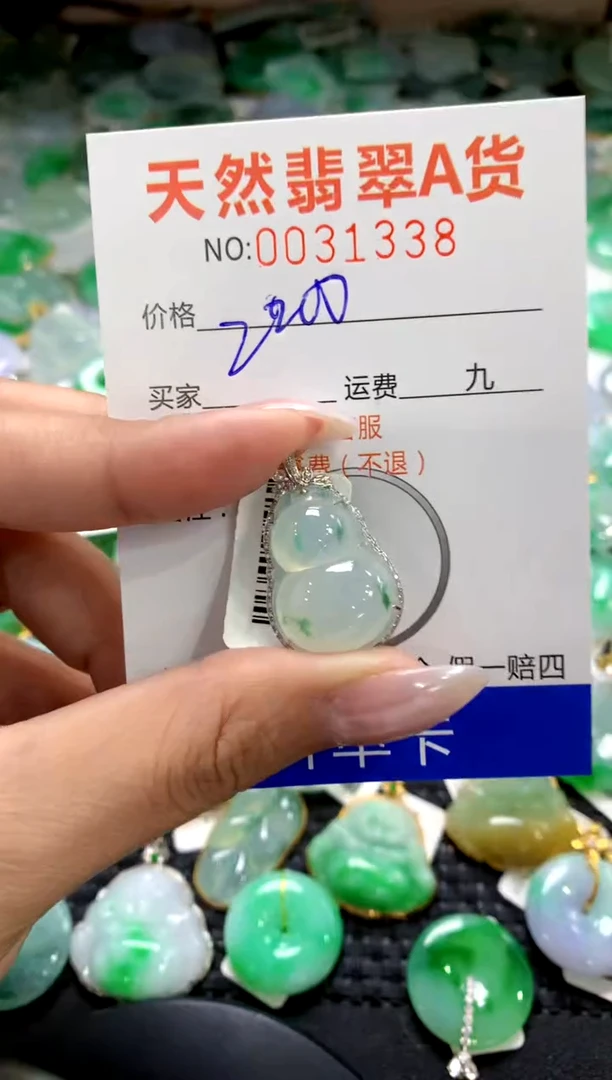 天然翡翠A货
NO:0031338
价格
买家 运费 九
服
费（不退）
假一赔四
卡